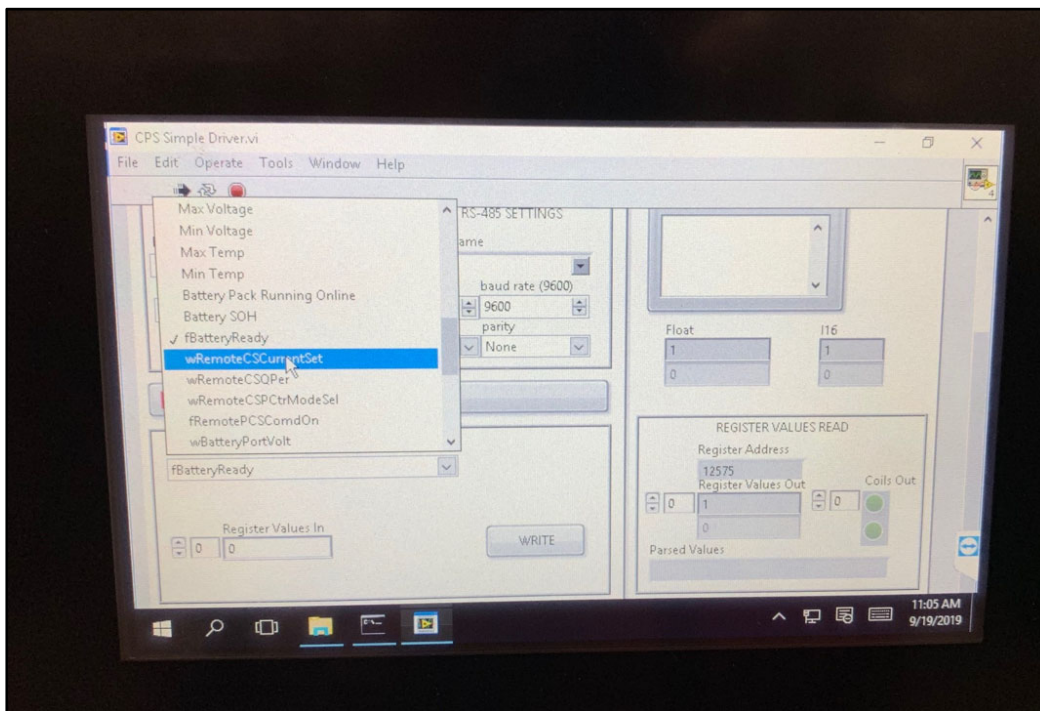 CPS Simple Driver.vi
File Edit Operate Tools Window Help
4
Max Voltage
Min Voltage
Max Temp
Min Temp
Battery Pack Running Online
Battery SOH
✓ fBatteryReady
wRemoteCSCurrentSet
wRemoteCSQPer
wRemoteCSPCtrModeSel
fRemotePCSComdOn
wBatteryPortVolt
fBatteryReady
RS-485 SETTINGS
baud rate (9600)
9600
parity
None
Register Values In
0 0
WRITE
Float I16
1 1
0 0
REGISTER VALUES READ
Register Address
12575
Register Values Out Coils Out
0 1 0
0
Parsed Values
11:05 AM
9/19/2019